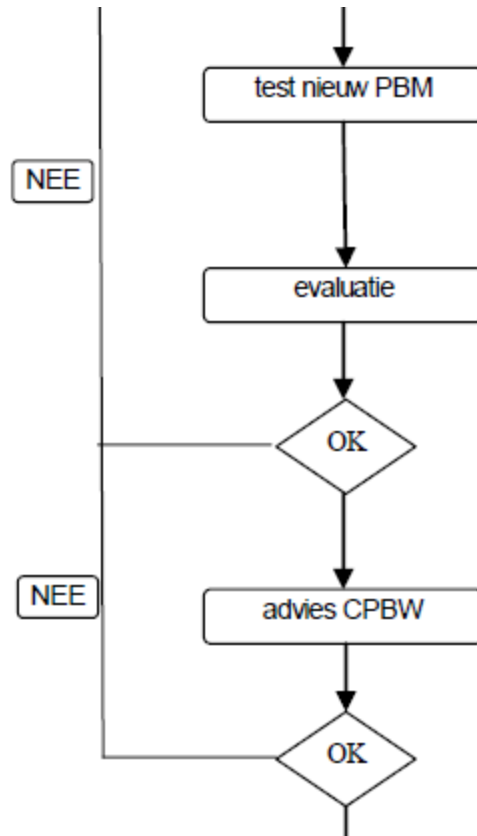 test nieuw PBM
NEE
evaluatie
OK
NEE
advies CPBW
OK